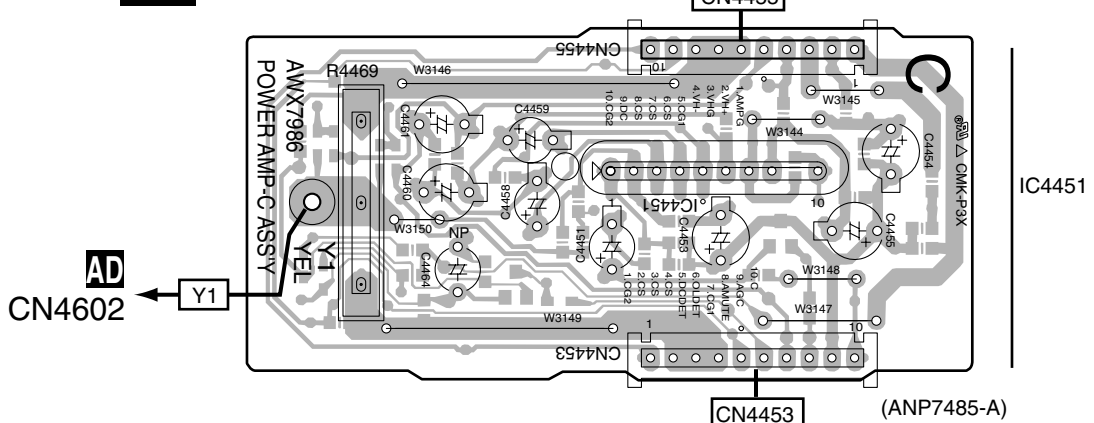 CN4455
CN4455
C
AWX7986
POWER AMP-C ASS'Y
R4469
W3146
C4461
C4459
10
1
1.AMPG
2.VH+
3.VHG
4.VH+
5.CG1
6.CS
7.CS
8.CS
9.DC
10.CG2
W3145
W3144
C4454
CMK-P3X
IC4451
C4460
C4458
IC4451
1
10
W3150
NP
C4464
C4451
C4453
C4455
Y1
YEL
AD
CN4602
Y1
1.CG2
2.CS
3.CS
4.CS
5.DCDET
6.OLDET
7.CG1
8.AMUTE
9.AGC
10.C
W3148
W3147
W3149
1
10
CN4453
CN4453
(ANP7485-A)